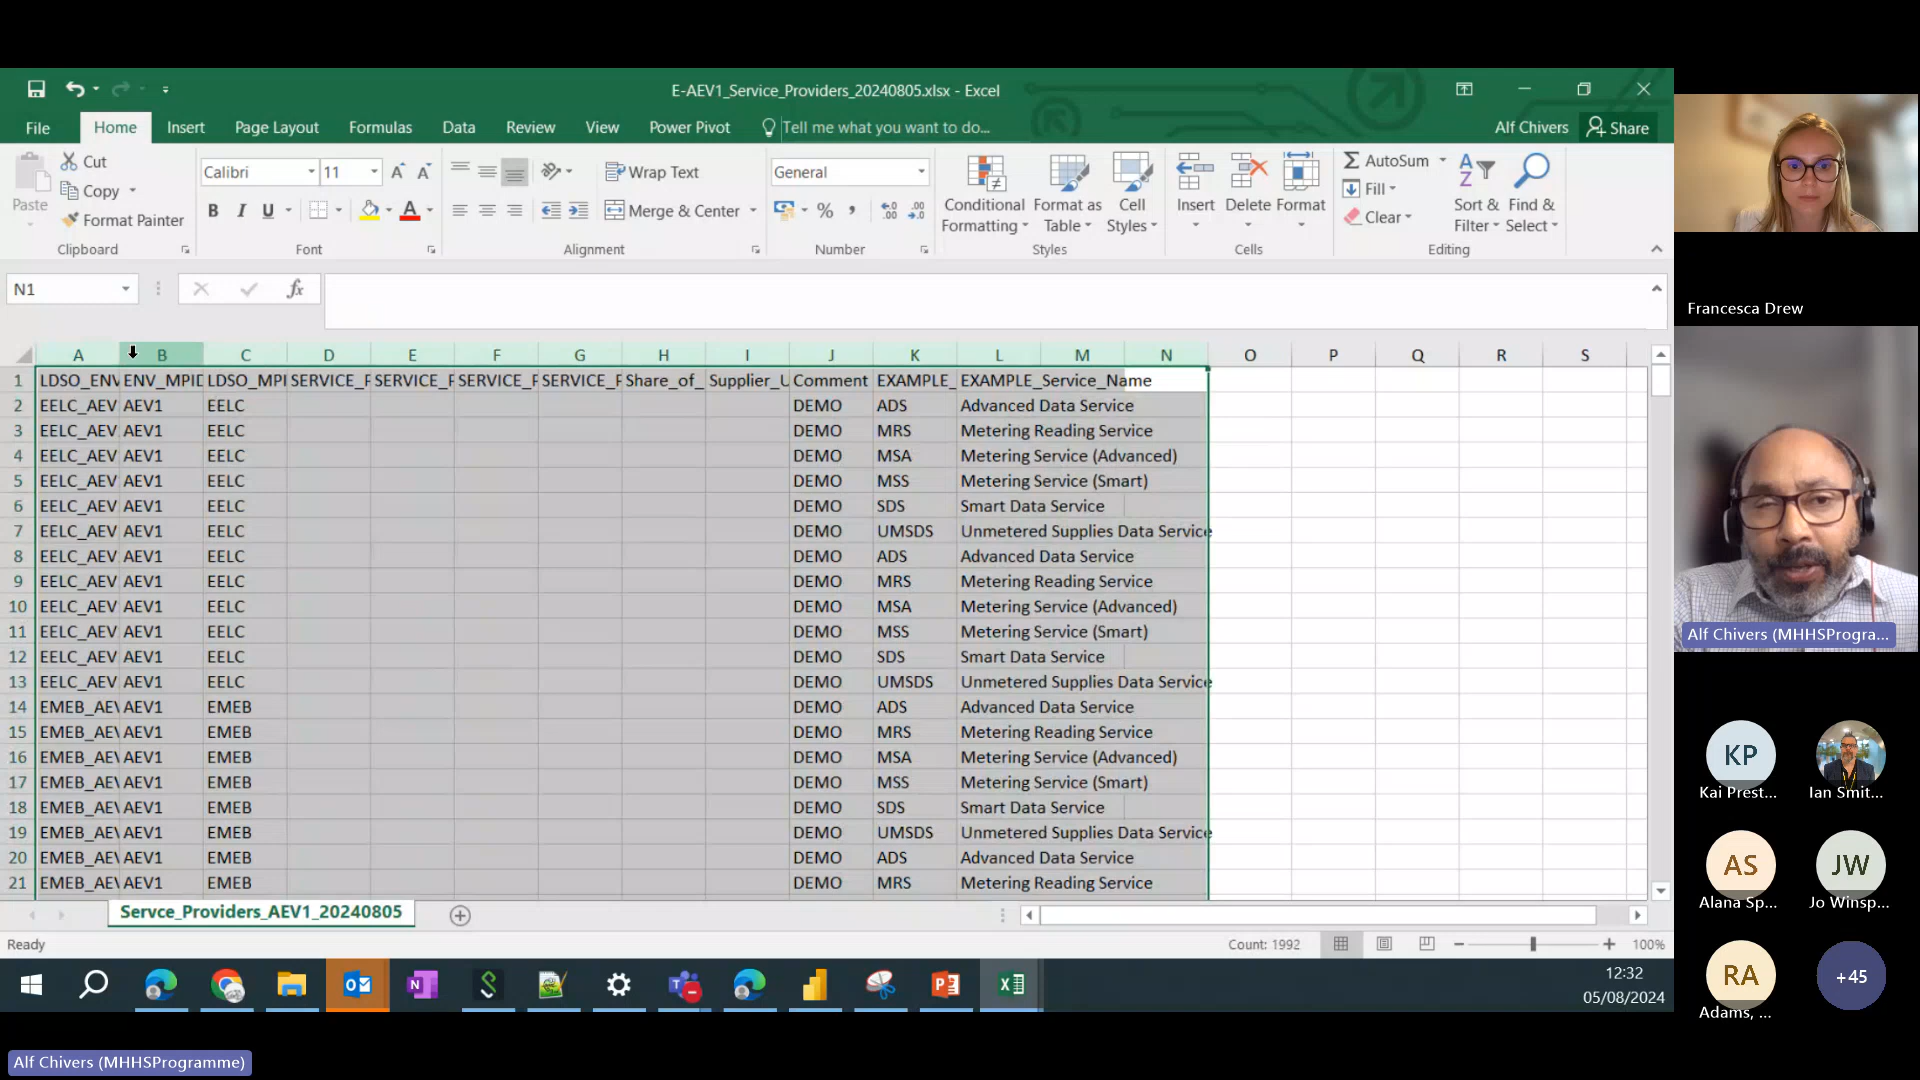 E-AEV1_Service_Providers_20240805.xlsx - Excel
File Home Insert Page Layout Formulas Data Review View Power Pivot Tell me what you want to do... Alf Chivers Share
Paste Cut Copy Format Painter Clipboard
Calibri 11 B I U A Font
Wrap Text Merge & Center Alignment
General % , Number
Conditional Formatting Format as Table Cell Styles Styles
Insert Delete Format Cells
AutoSum Fill Clear Sort & Filter Find & Select Editing
N1 fx
A B C D E F G H I J K L M N O P Q R S
1 LDSO_ENV ENV_MPID LDSO_MPI SERVICE_F SERVICE_F SERVICE_F SERVICE_F Share_of_ Supplier_U Comment EXAMPLE_ EXAMPLE_Service_Name
2 EELC_AEV AEV1 EELC DEMO ADS Advanced Data Service
3 EELC_AEV AEV1 EELC DEMO MRS Metering Reading Service
4 EELC_AEV AEV1 EELC DEMO MSA Metering Service (Advanced)
5 EELC_AEV AEV1 EELC DEMO MSS Metering Service (Smart)
6 EELC_AEV AEV1 EELC DEMO SDS Smart Data Service
7 EELC_AEV AEV1 EELC DEMO UMSDS Unmetered Supplies Data Service
8 EELC_AEV AEV1 EELC DEMO ADS Advanced Data Service
9 EELC_AEV AEV1 EELC DEMO MRS Metering Reading Service
10 EELC_AEV AEV1 EELC DEMO MSA Metering Service (Advanced)
11 EELC_AEV AEV1 EELC DEMO MSS Metering Service (Smart)
12 EELC_AEV AEV1 EELC DEMO SDS Smart Data Service
13 EELC_AEV AEV1 EELC DEMO UMSDS Unmetered Supplies Data Service
14 EMEB_AEV AEV1 EMEB DEMO ADS Advanced Data Service
15 EMEB_AEV AEV1 EMEB DEMO MRS Metering Reading Service
16 EMEB_AEV AEV1 EMEB DEMO MSA Metering Service (Advanced)
17 EMEB_AEV AEV1 EMEB DEMO MSS Metering Service (Smart)
18 EMEB_AEV AEV1 EMEB DEMO SDS Smart Data Service
19 EMEB_AEV AEV1 EMEB DEMO UMSDS Unmetered Supplies Data Service
20 EMEB_AEV AEV1 EMEB DEMO ADS Advanced Data Service
21 EMEB_AEV AEV1 EMEB DEMO MRS Metering Reading Service
Servce_Providers_AEV1_20240805
Ready Count: 1992 100%
12:32
05/08/2024
Francesca Drew
Alf Chivers (MHHSProgra...
KP
Kai Prest... Ian Smit...
AS JW
Alana Sp... Jo Winsp...
RA +45
Adams, ...
Alf Chivers (MHHSProgramme)